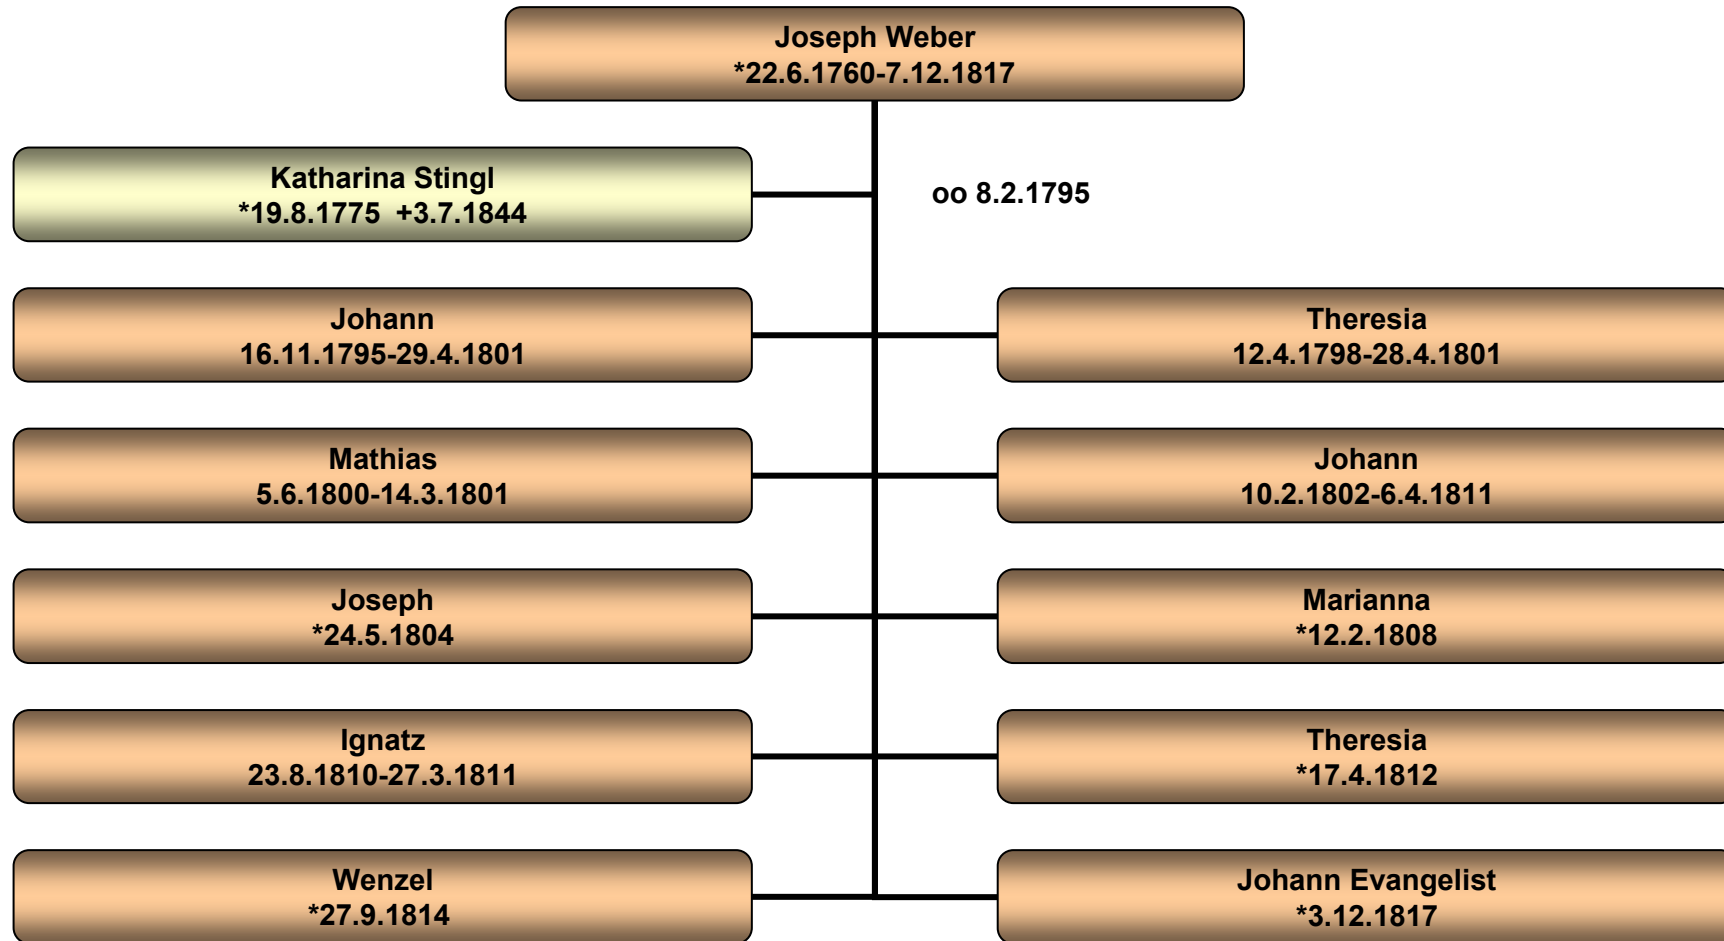 Joseph Weber
*22.6.1760-7.12.1817
Katharina Stingl
*19.8.1775  +3.7.1844
oo 8.2.1795
Johann
16.11.1795-29.4.1801
Theresia
12.4.1798-28.4.1801
Mathias
5.6.1800-14.3.1801
Johann
10.2.1802-6.4.1811
Joseph
*24.5.1804
Marianna
*12.2.1808
Ignatz
23.8.1810-27.3.1811
Theresia
*17.4.1812
Wenzel
*27.9.1814
Johann Evangelist
*3.12.1817